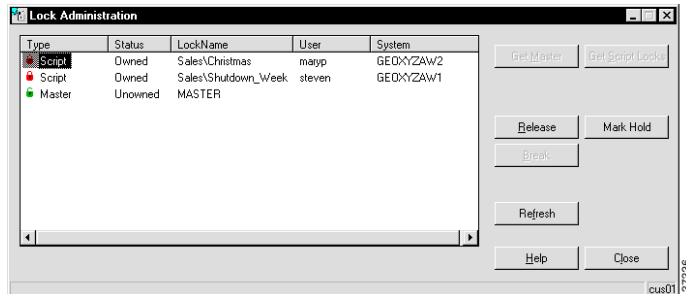 Lock Administration
Type Status LockName User System
Script Owned Sales\Christmas maryp GEOXYZAW2
Script Owned Sales\Shutdown_Week steven GEOXYZAW1
Master Unowned MASTER
Get Master Get Script Locks
Release Mark Hold
Break
Refresh
Help Close
cus01